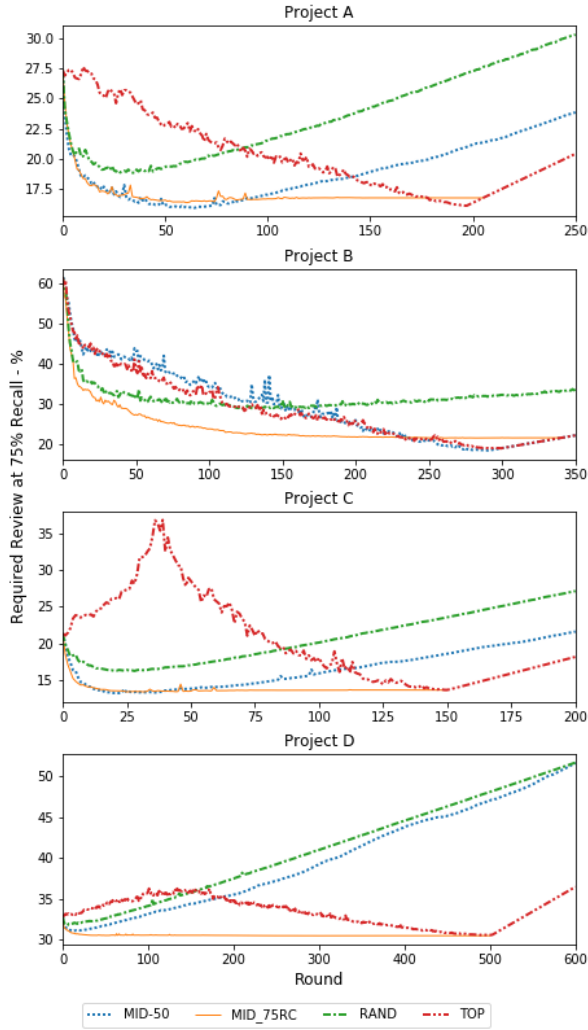 Project A
30.0
27.5
25.0
22.5
20.0
17.5
0 50 100 150 200 250
Project B
60
50
40
30
20
0 50 100 150 200 250 300 350
Required Review at 75% Recall - %
Project C
35
30
25
20
15
0 25 50 75 100 125 150 175 200
Project D
50
45
40
35
30
0 100 200 300 400 500 600
Round
MID-50 MID_75RC RAND TOP